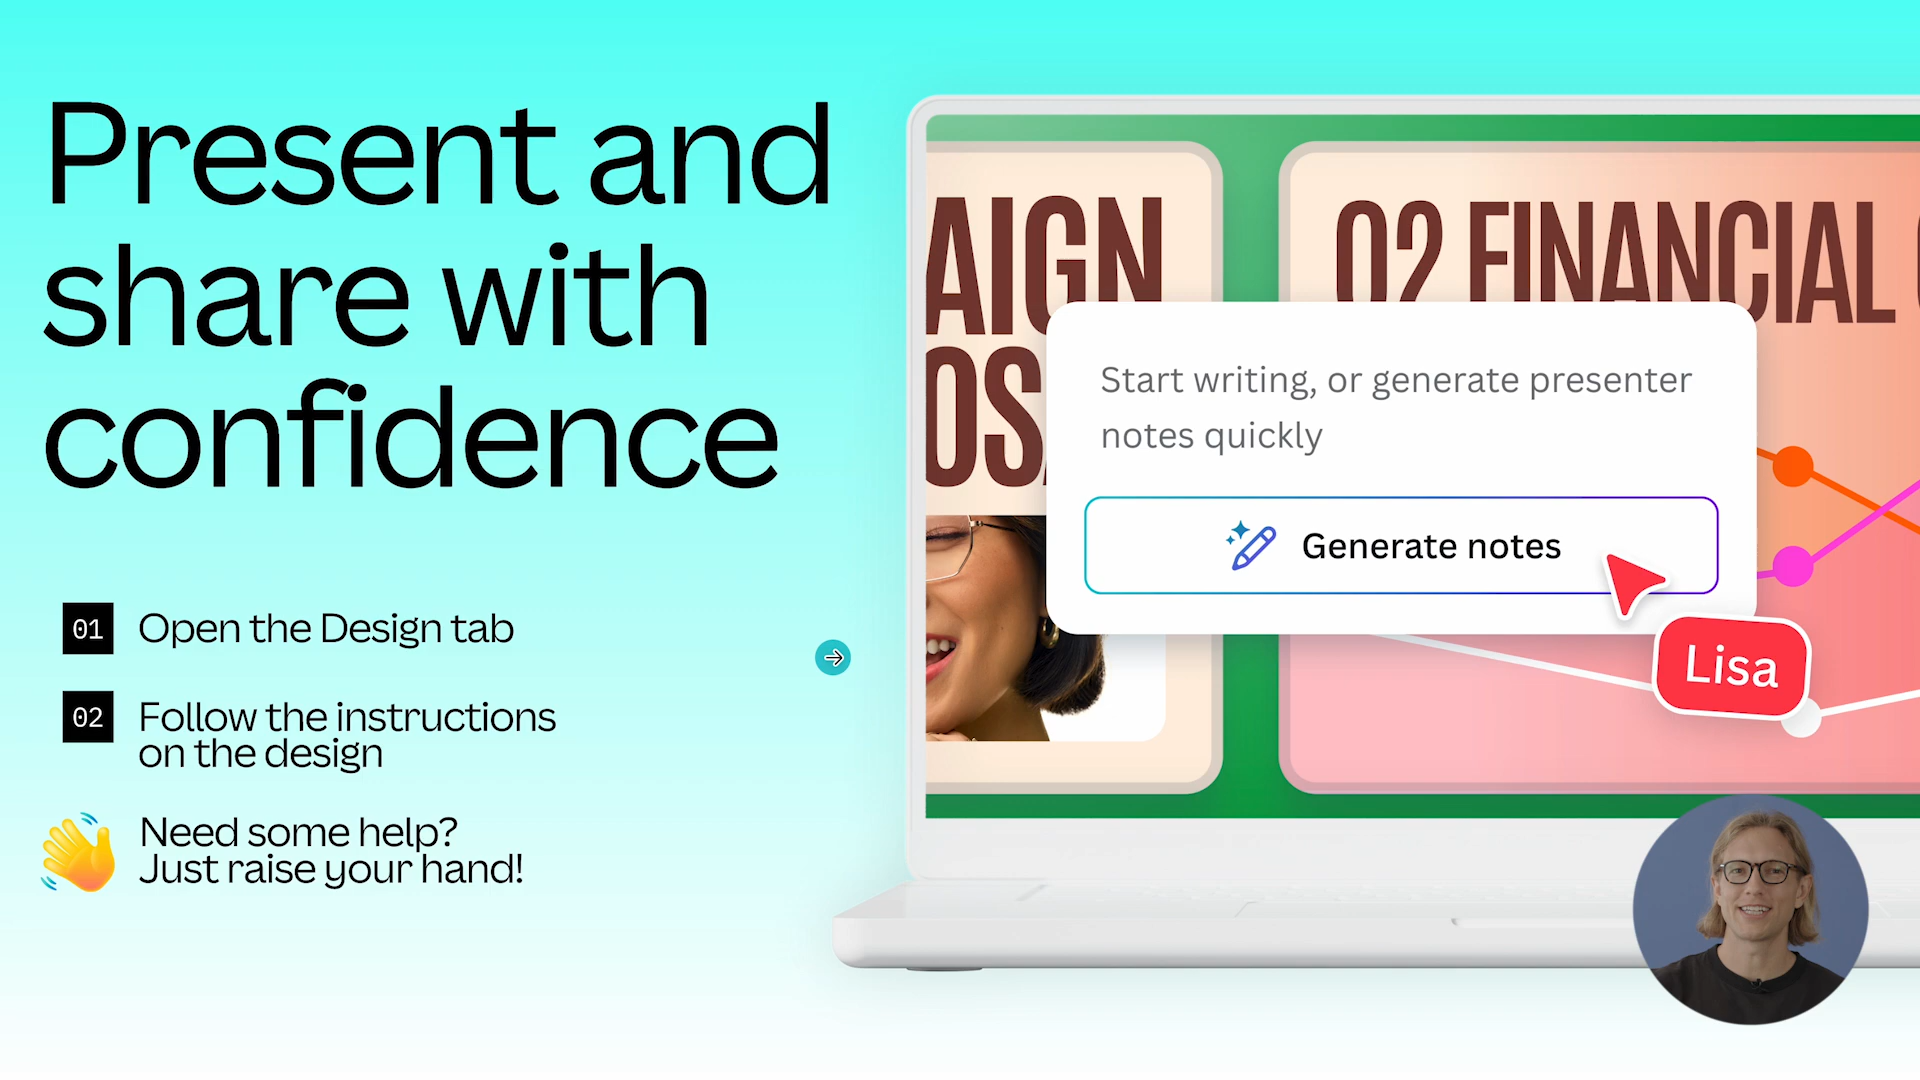 Present and
share with
confidence
01 Open the Design tab
02 Follow the instructions
on the design
Need some help?
Just raise your hand!
AIGN
OS
02 FINANCIAL
Start writing, or generate presenter
notes quickly
Generate notes
Lisa